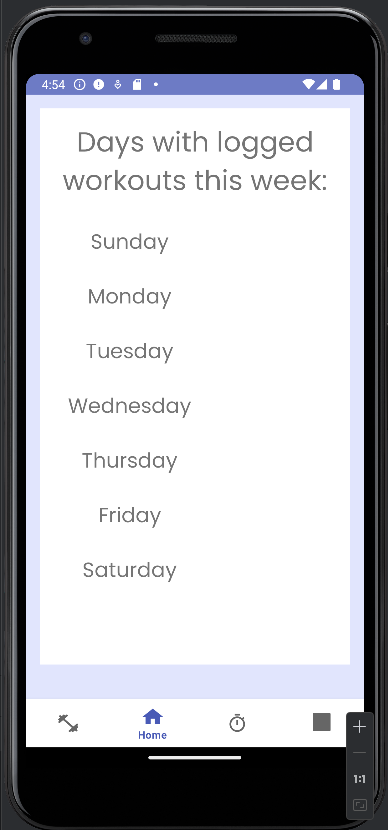 4:54
Days with logged
workouts this week:
Sunday
Monday
Tuesday
Wednesday
Thursday
Friday
Saturday
Home
1:1